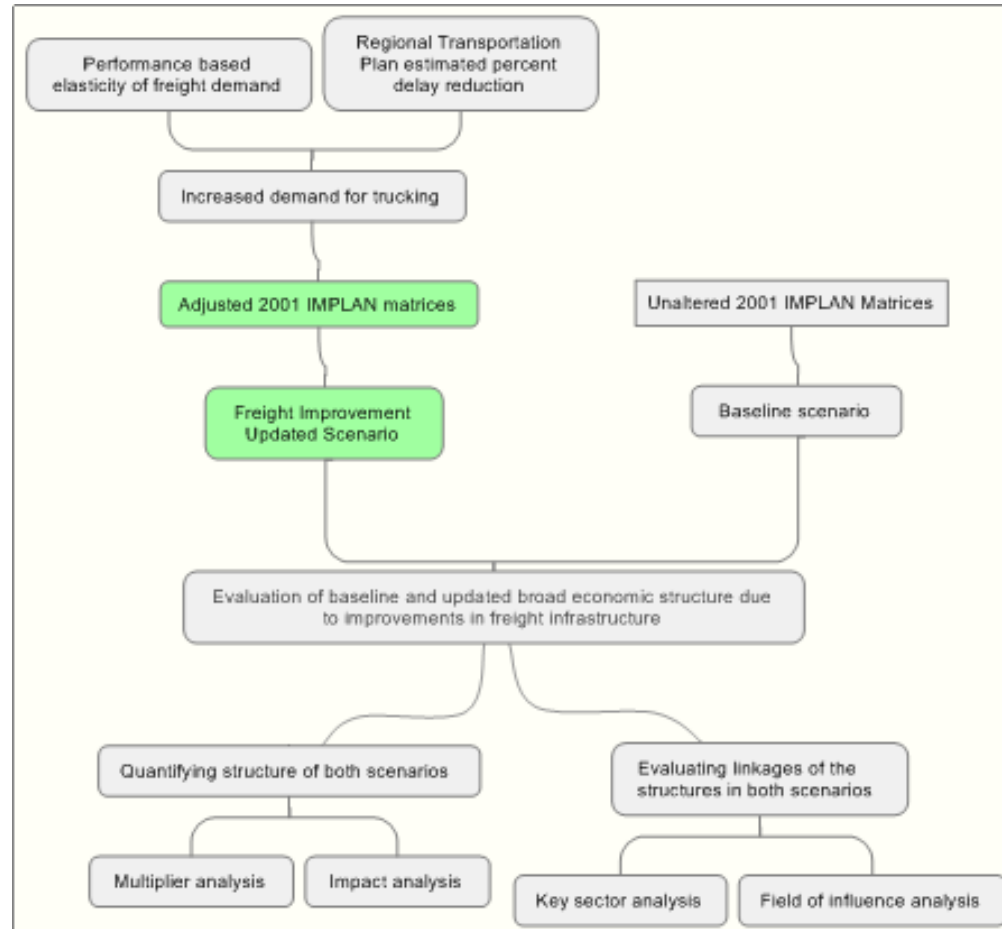 Performance based
elasticity of freight demand
Regional Transportation
Plan estimated percent
delay reduction
Increased demand for trucking
Adjusted 2001 IMPLAN matrices
Unaltered 2001 IMPLAN Matrices
Freight Improvement
Updated Scenario
Baseline scenario
Evaluation of baseline and updated broad economic structure due
to improvements in freight infrastructure
Quantifying structure of both scenarios
Evaluating linkages of the
structures in both scenarios
Multiplier analysis
Impact analysis
Key sector analysis
Field of influence analysis